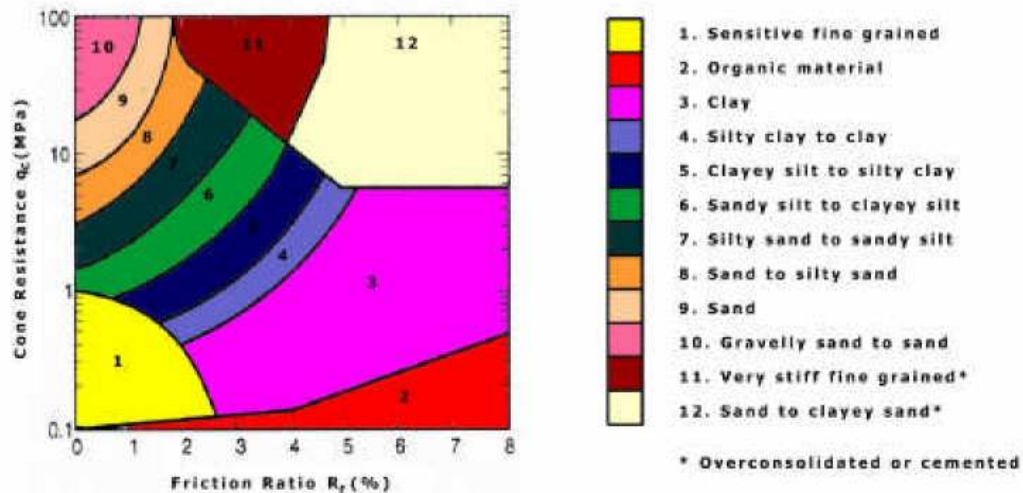 100
10
1
0.1
Cone Resistance qc(MPa)
10
11
12
9
8
7
6
5
4
3
1
2
0 1 2 3 4 5 6 7 8
Friction Ratio Rf(%)
1. Sensitive fine grained
2. Organic material
3. Clay
4. Silty clay to clay
5. Clayey silt to silty clay
6. Sandy silt to clayey silt
7. Silty sand to sandy silt
8. Sand to silty sand
9. Sand
10. Gravelly sand to sand
11. Very stiff fine grained*
12. Sand to clayey sand*
* Overconsolidated or cemented